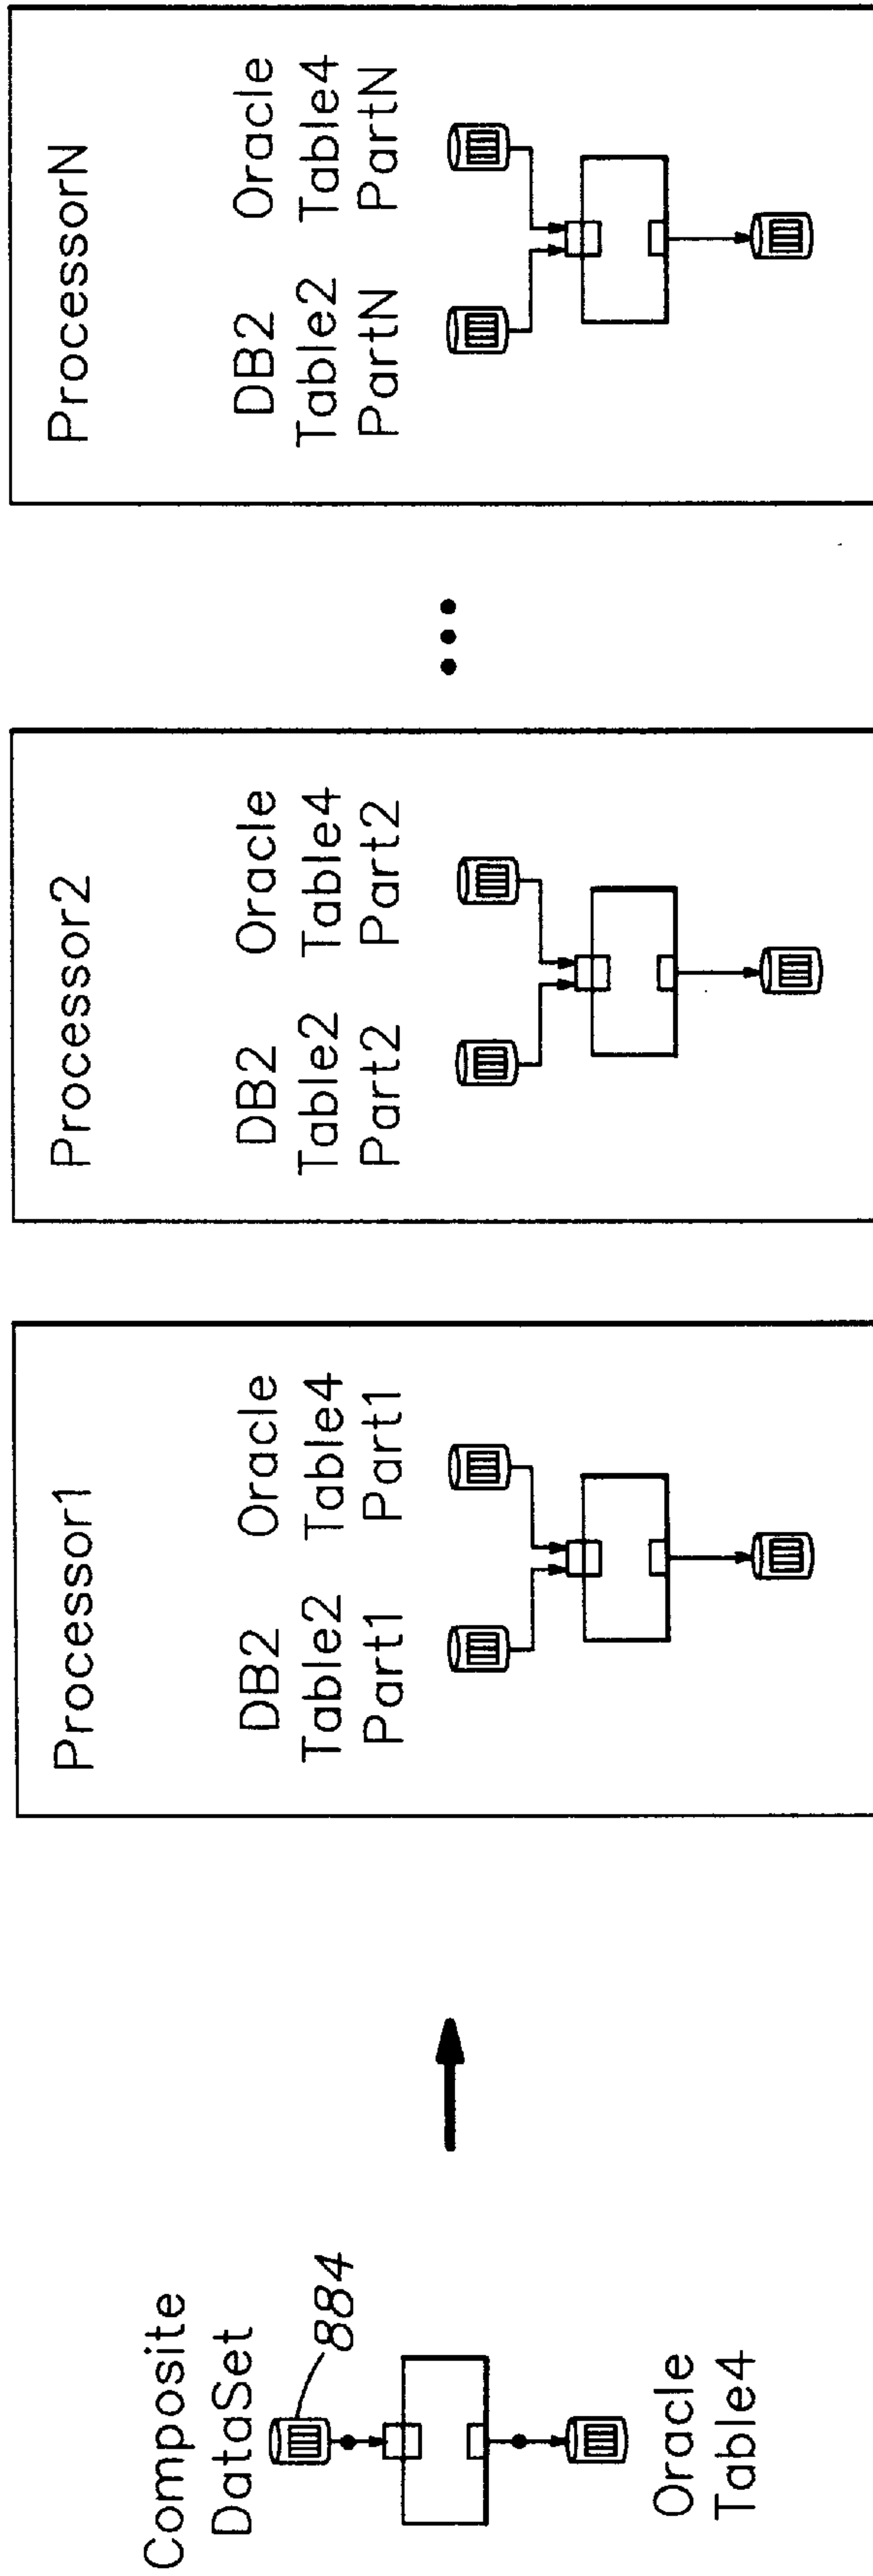 Composite
DataSet
884
Oracle
Table4
Processor1
DB2 Oracle
Table2 Table4
Part1 Part1
Processor2
DB2 Oracle
Table2 Table4
Part2 Part2
ProcessorN
DB2 Oracle
Table2 Table4
PartN PartN